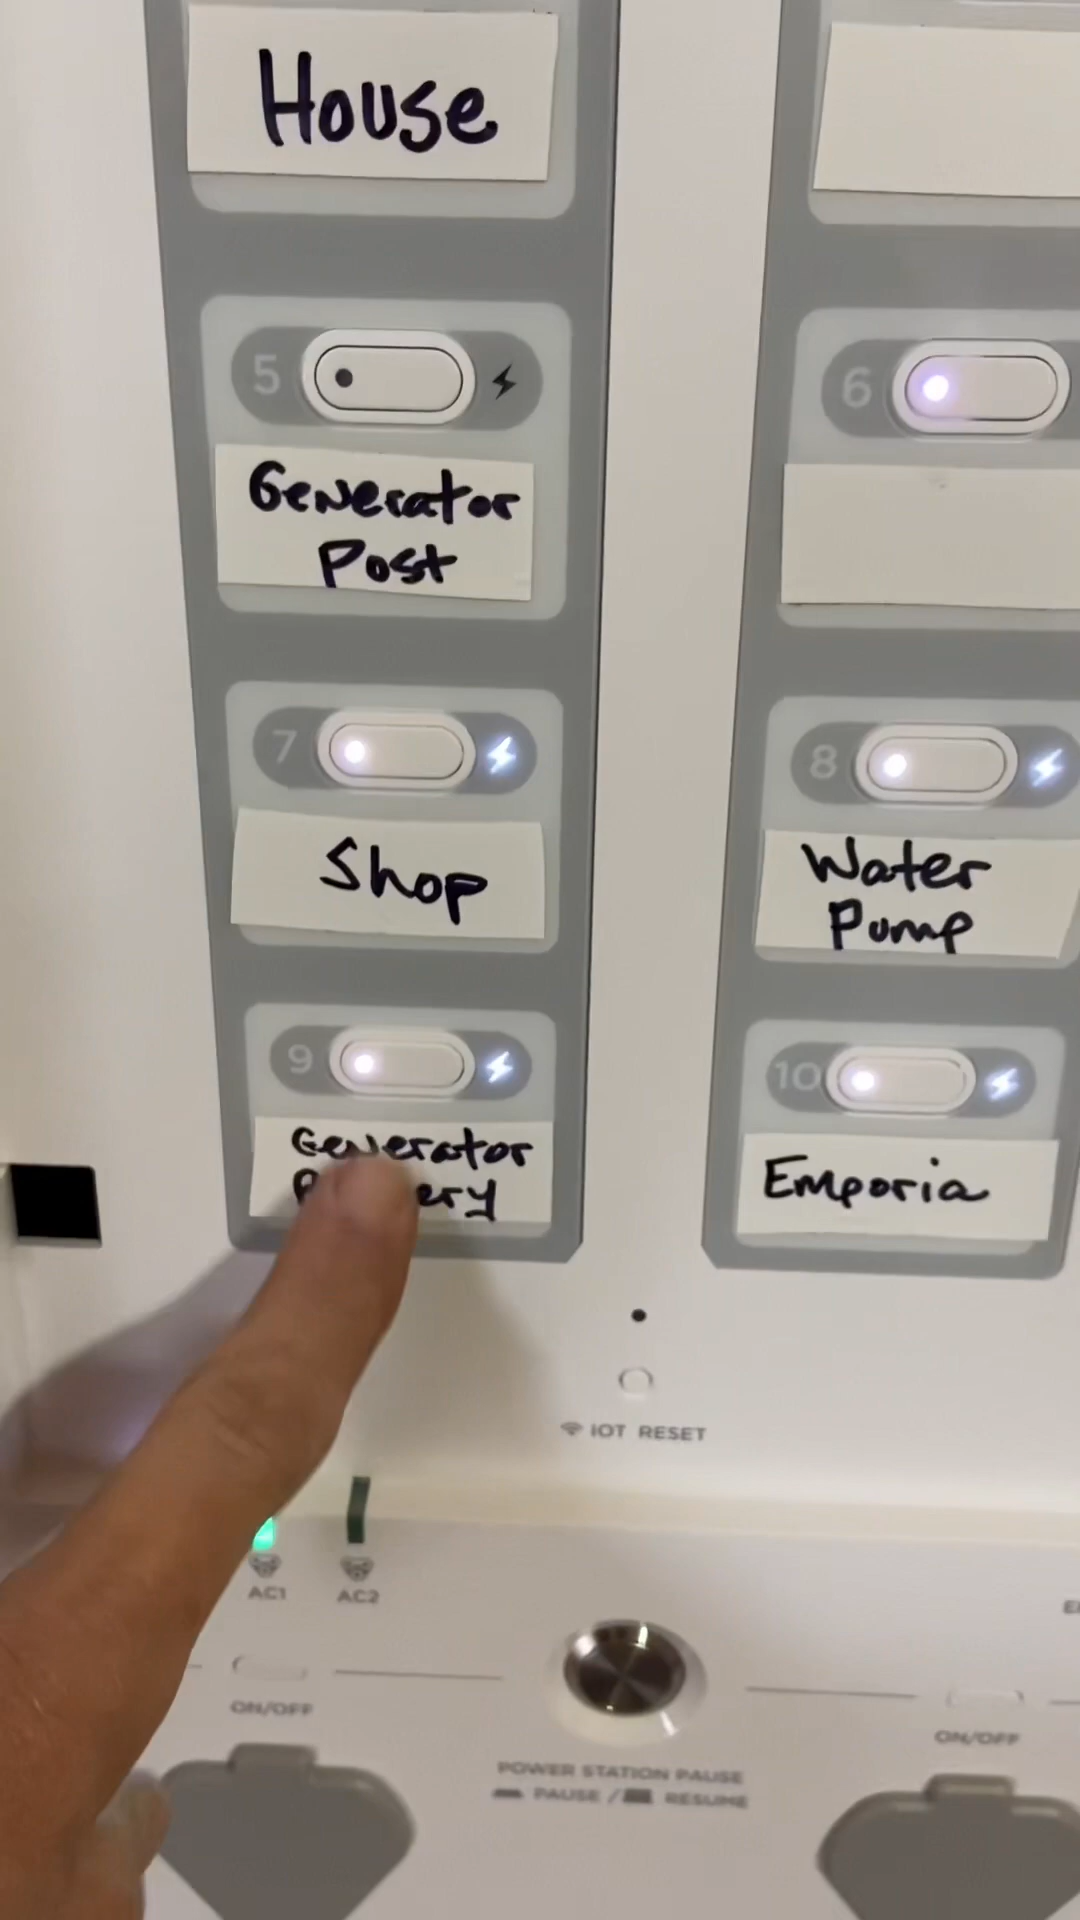 House
5
6
Generator
Post
7
8
Shop
Water
Pump
9
10
Generator
Emporia
IOT RESET
AC1
AC2
ON/OFF
ON/OFF
POWER STATION PAUSE
PAUSE / RESUME